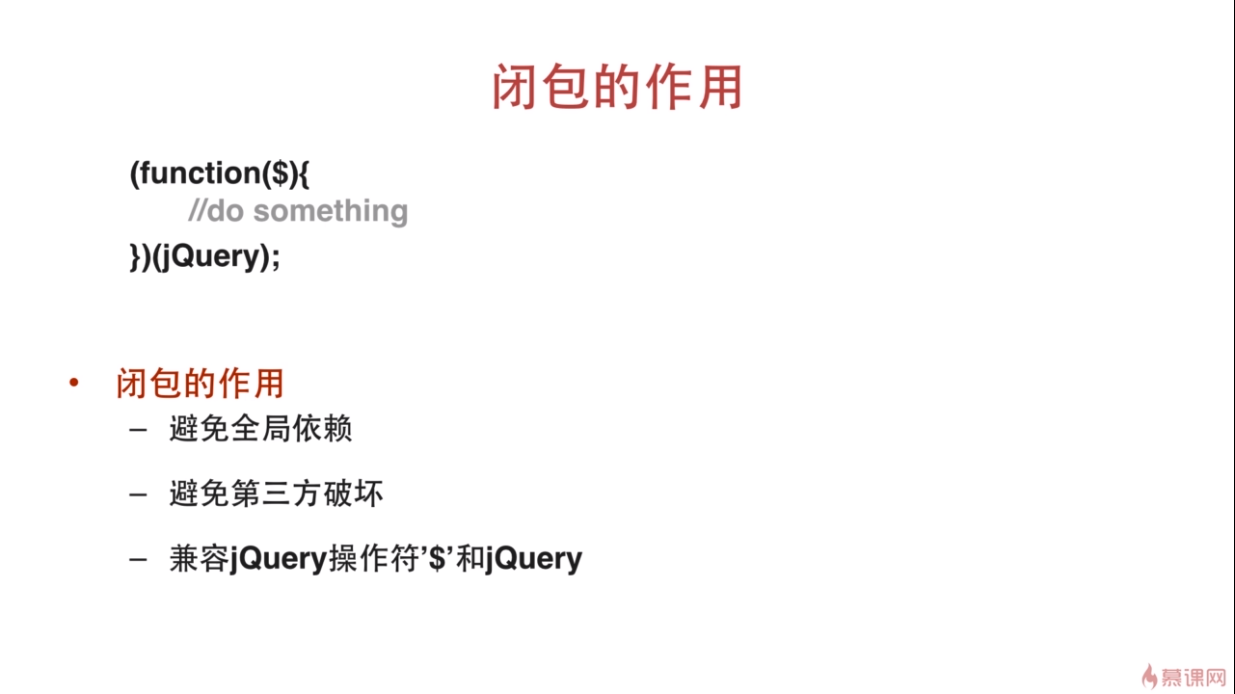 闭包的作用
(function($){
//do something
})(jQuery);
• 闭包的作用
– 避免全局依赖
– 避免第三方破坏
– 兼容jQuery操作符’$’和jQuery
慕课网